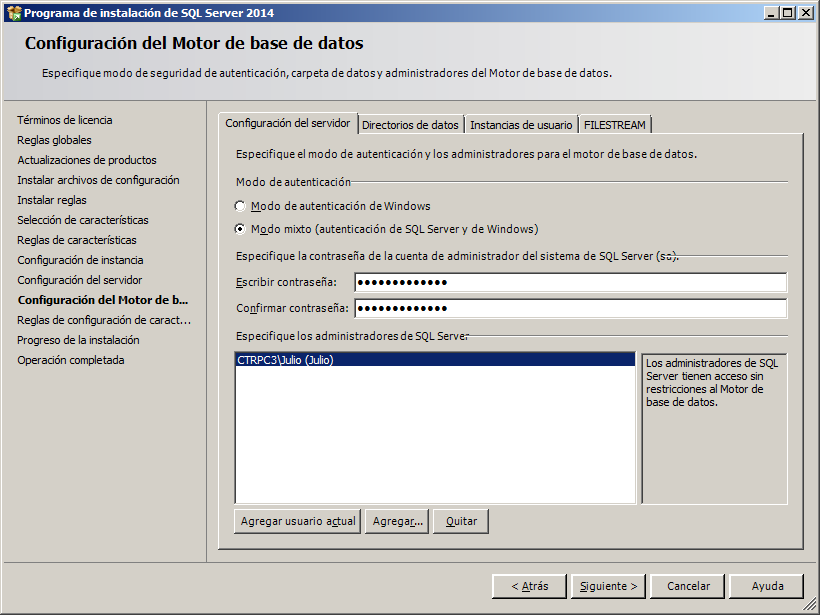 Programa de instalación de SQL Server 2014
Configuración del Motor de base de datos
Especifique modo de seguridad de autenticación, carpeta de datos y administradores del Motor de base de datos.
Términos de licencia
Reglas globales
Actualizaciones de productos
Instalar archivos de configuración
Instalar reglas
Selección de características
Reglas de características
Configuración de instancia
Configuración del servidor
Configuración del Motor de b...
Reglas de configuración de caract...
Progreso de la instalación
Operación completada
Configuración del servidor
Directorios de datos
Instancias de usuario
FILESTREAM
Especifique el modo de autenticación y los administradores para el motor de base de datos.
Modo de autenticación
Modo de autenticación de Windows
Modo mixto (autenticación de SQL Server y de Windows)
Especifique la contraseña de la cuenta de administrador del sistema de SQL Server (sa).
Escribir contraseña: ●●●●●●●●●●●●●
Confirmar contraseña: ●●●●●●●●●●●●●
Especifique los administradores de SQL Server
CTRPC3\Julio (Julio)
Los administradores de SQL
Server tienen acceso sin
restricciones al Motor de
base de datos.
Agregar usuario actual
Agregar...
Quitar
< Atrás
Siguiente >
Cancelar
Ayuda